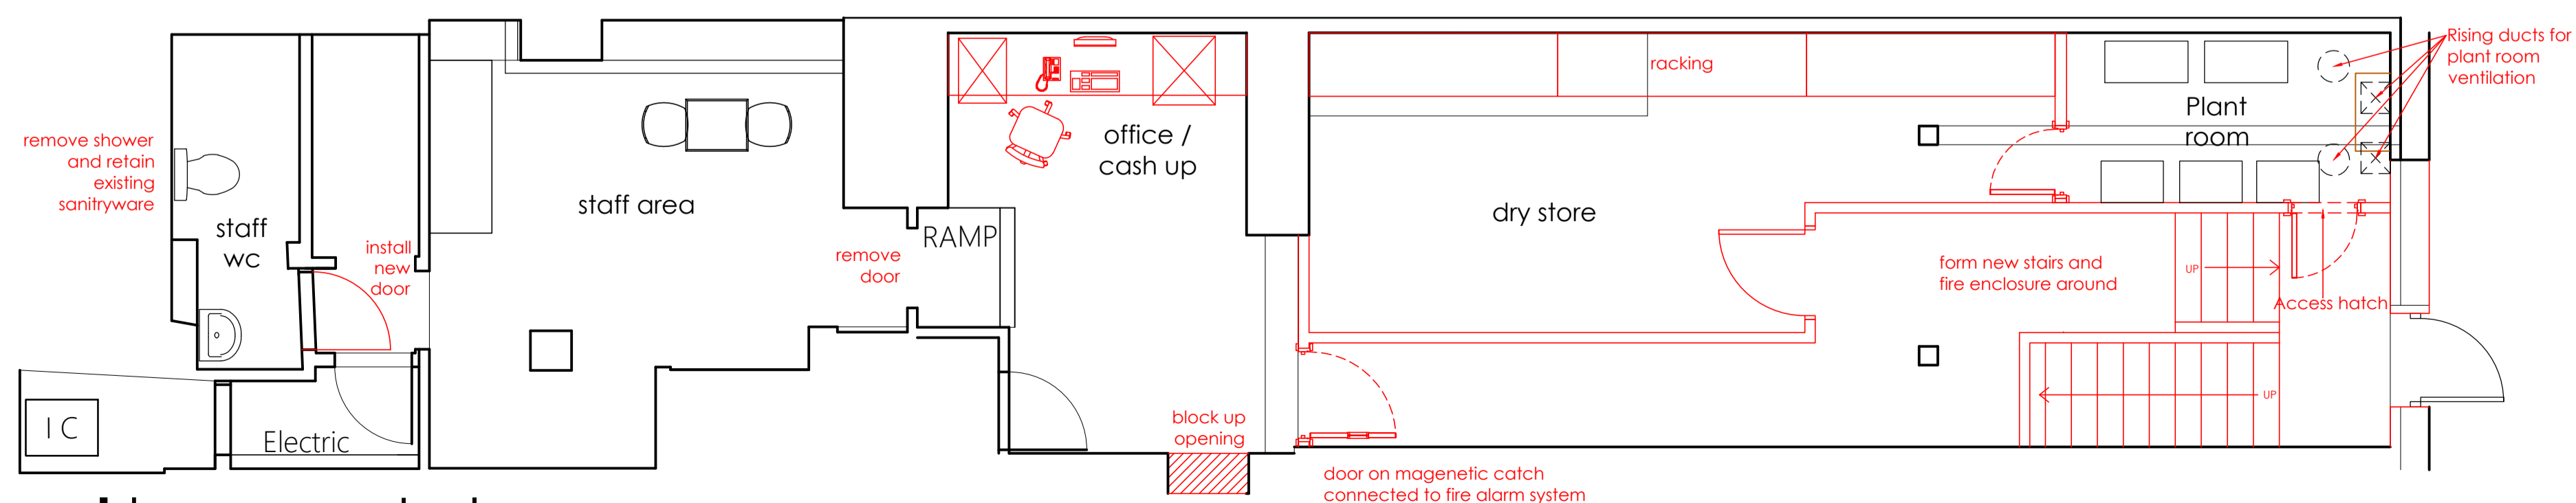 remove shower
and retain
existing
sanitryware
staff
wc
install
new
door
I C
Electric
staff area
remove
door
RAMP
office /
cash up
block up
opening
door on magenetic catch
connected to fire alarm system
racking
dry store
form new stairs and
fire enclosure around
UP
UP
Plant
room
Access hatch
Rising ducts for
plant room
ventilation